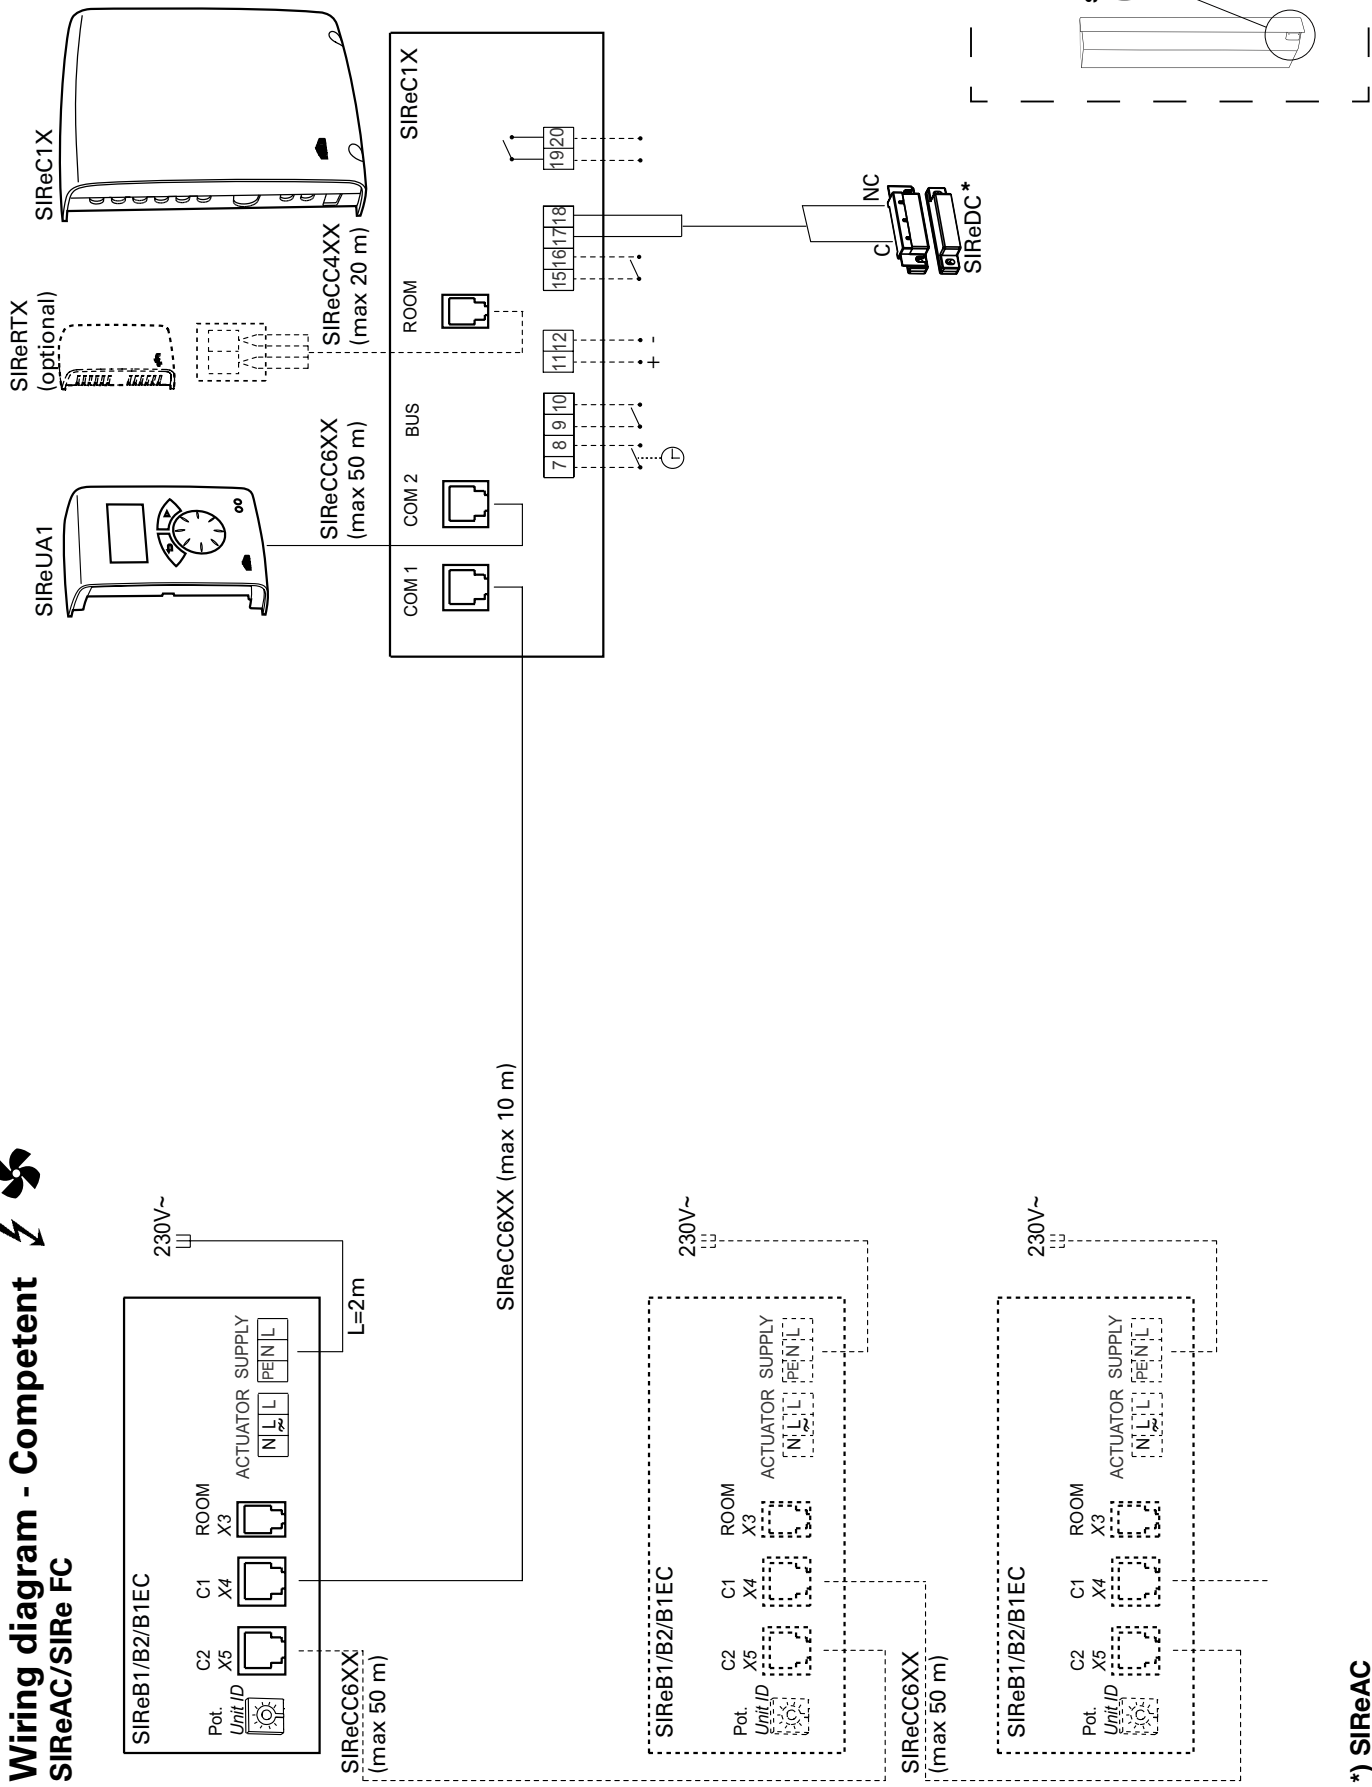 Wiring diagram - Competent
SIReAC/SIRe FC
SIReB1/B2/B1EC
Pot.
Unit ID
C2
X5
C1
X4
ROOM
X3
ACTUATOR
N L L
~
SUPPLY
PE N L
230V~
L=2m
SIReCC6XX
(max 50 m)
SIReCC6XX (max 10 m)
SIReB1/B2/B1EC
Pot.
Unit ID
C2
X5
C1
X4
ROOM
X3
ACTUATOR
N L L
~
SUPPLY
PE N L
230V~
SIReCC6XX
(max 50 m)
SIReB1/B2/B1EC
Pot.
Unit ID
C2
X5
C1
X4
ROOM
X3
ACTUATOR
N L L
~
SUPPLY
PE N L
230V~
SIReUA1
SIReCC6XX
(max 50 m)
SIReRTX
(optional)
SIReCC4XX
(max 20 m)
SIReC1X
SIReC1X
COM 1
COM 2
BUS
ROOM
7 8 9 10
11 12
15 16 17 18
19 20
+ -
C
NC
SIReDC*
*) SIReAC